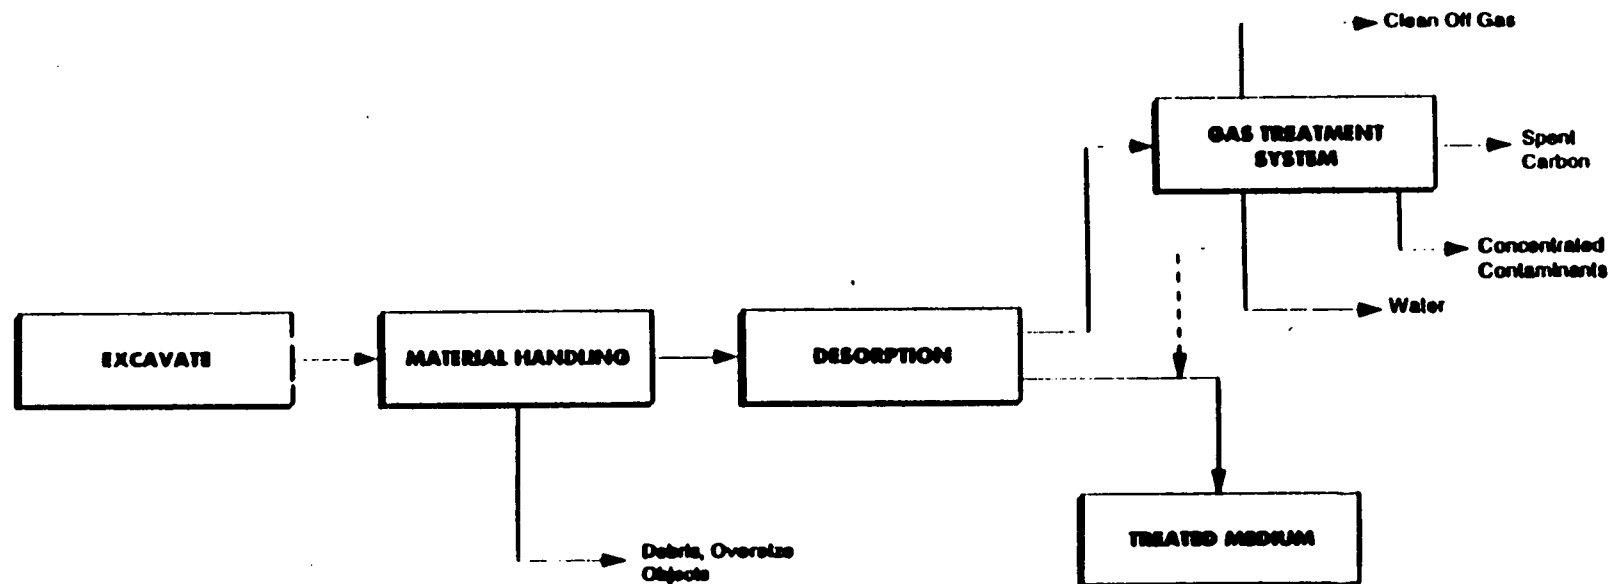 Clean Off Gas
GAS TREATMENT
SYSTEM
Spent
Carbon
Concentrated
Contaminants
Water
EXCAVATE
MATERIAL HANDLING
DESORPTION
TREATED MEDIUM
Debris, Oversize
Objects